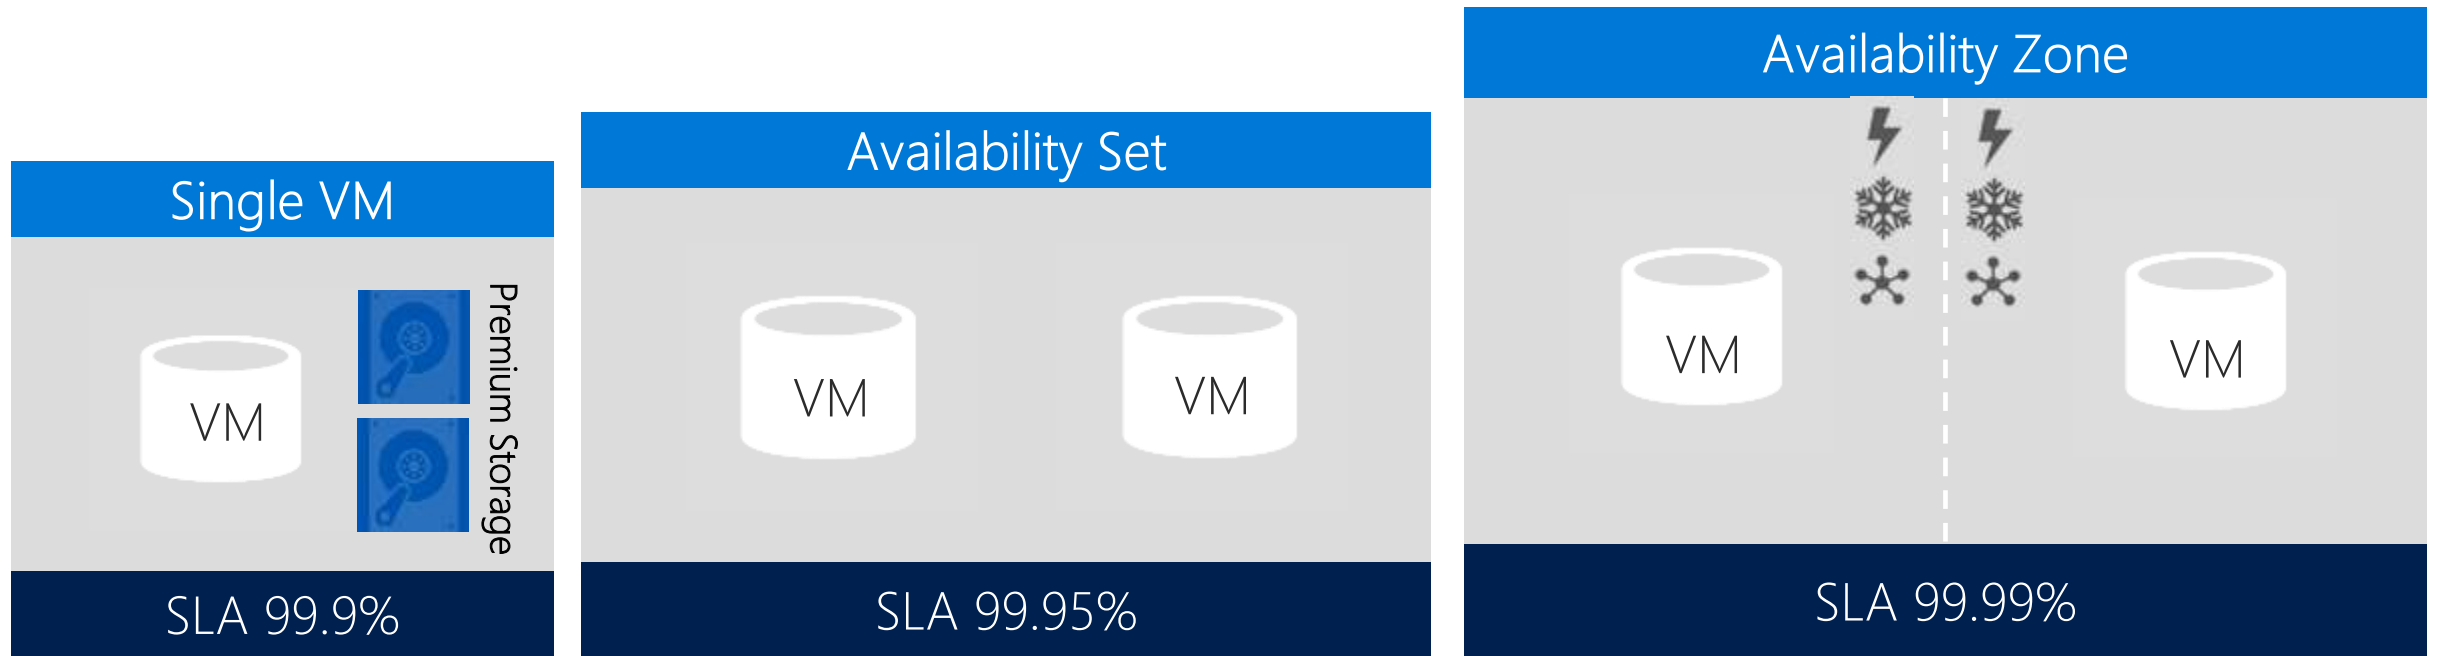 Single VM
VM
Premium Storage
SLA 99.9%
Availability Set
VM
VM
SLA 99.95%
Availability Zone
VM
VM
SLA 99.99%